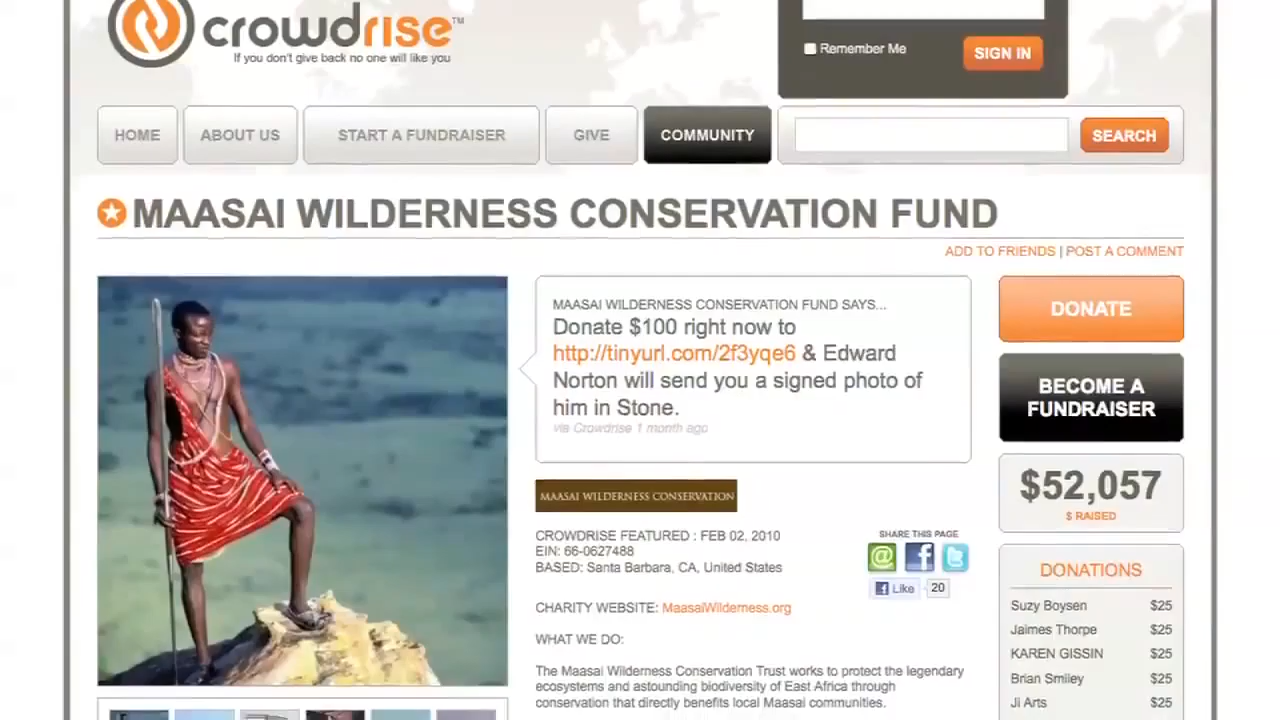 crowdrise™
If you don't give back no one will like you
Remember Me
SIGN IN
HOME
ABOUT US
START A FUNDRAISER
GIVE
COMMUNITY
SEARCH
MAASAI WILDERNESS CONSERVATION FUND
ADD TO FRIENDS | POST A COMMENT
MAASAI WILDERNESS CONSERVATION FUND SAYS...
Donate $100 right now to
http://tinyurl.com/2f3yqe6 & Edward
Norton will send you a signed photo of
him in Stone.
via Crowdrise 1 month ago
DONATE
BECOME A
FUNDRAISER
$52,057
$ RAISED
MAASAI WILDERNESS CONSERVATION
CROWDRISE FEATURED : FEB 02, 2010
EIN: 66-0627488
BASED: Santa Barbara, CA, United States
SHARE THIS PAGE
Like 20
CHARITY WEBSITE: MaasaiWilderness.org
WHAT WE DO:
The Maasai Wilderness Conservation Trust works to protect the legendary
ecosystems and astounding biodiversity of East Africa through
conservation that directly benefits local Maasai communities.
DONATIONS
Suzy Boysen $25
Jaimes Thorpe $25
KAREN GISSIN $25
Brian Smiley $25
Ji Arts $25